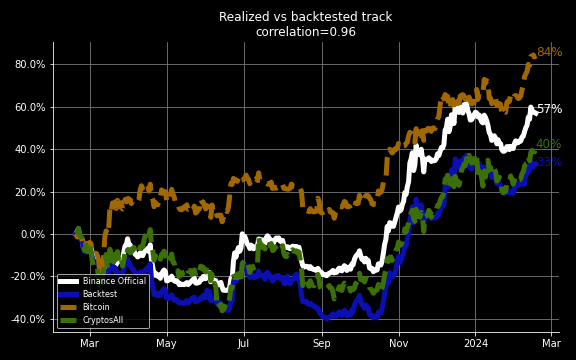 Realized vs backtested track
correlation=0.96
80.0%
60.0%
40.0%
20.0%
0.0%
-20.0%
-40.0%
84%
57%
40%
33%
Binance Official
Backtest
Bitcoin
CryptosAll
Mar
May
Jul
Sep
Nov
2024
Mar